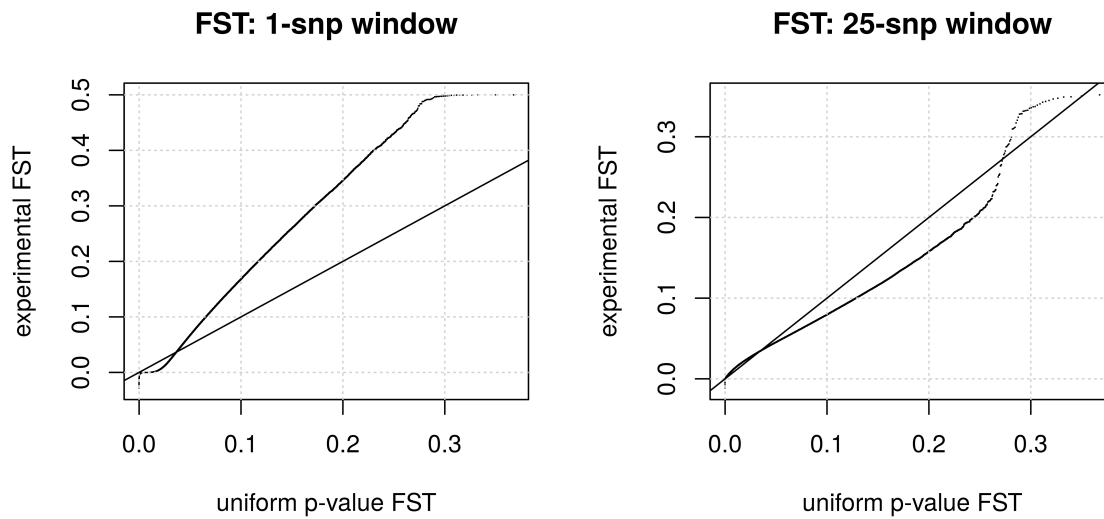 FST: 1-snp window
experimental FST
0.5
0.4
0.3
0.2
0.1
0.0
0.0 0.1 0.2 0.3
uniform p-value FST
FST: 25-snp window
experimental FST
0.3
0.2
0.1
0.0
0.0 0.1 0.2 0.3
uniform p-value FST